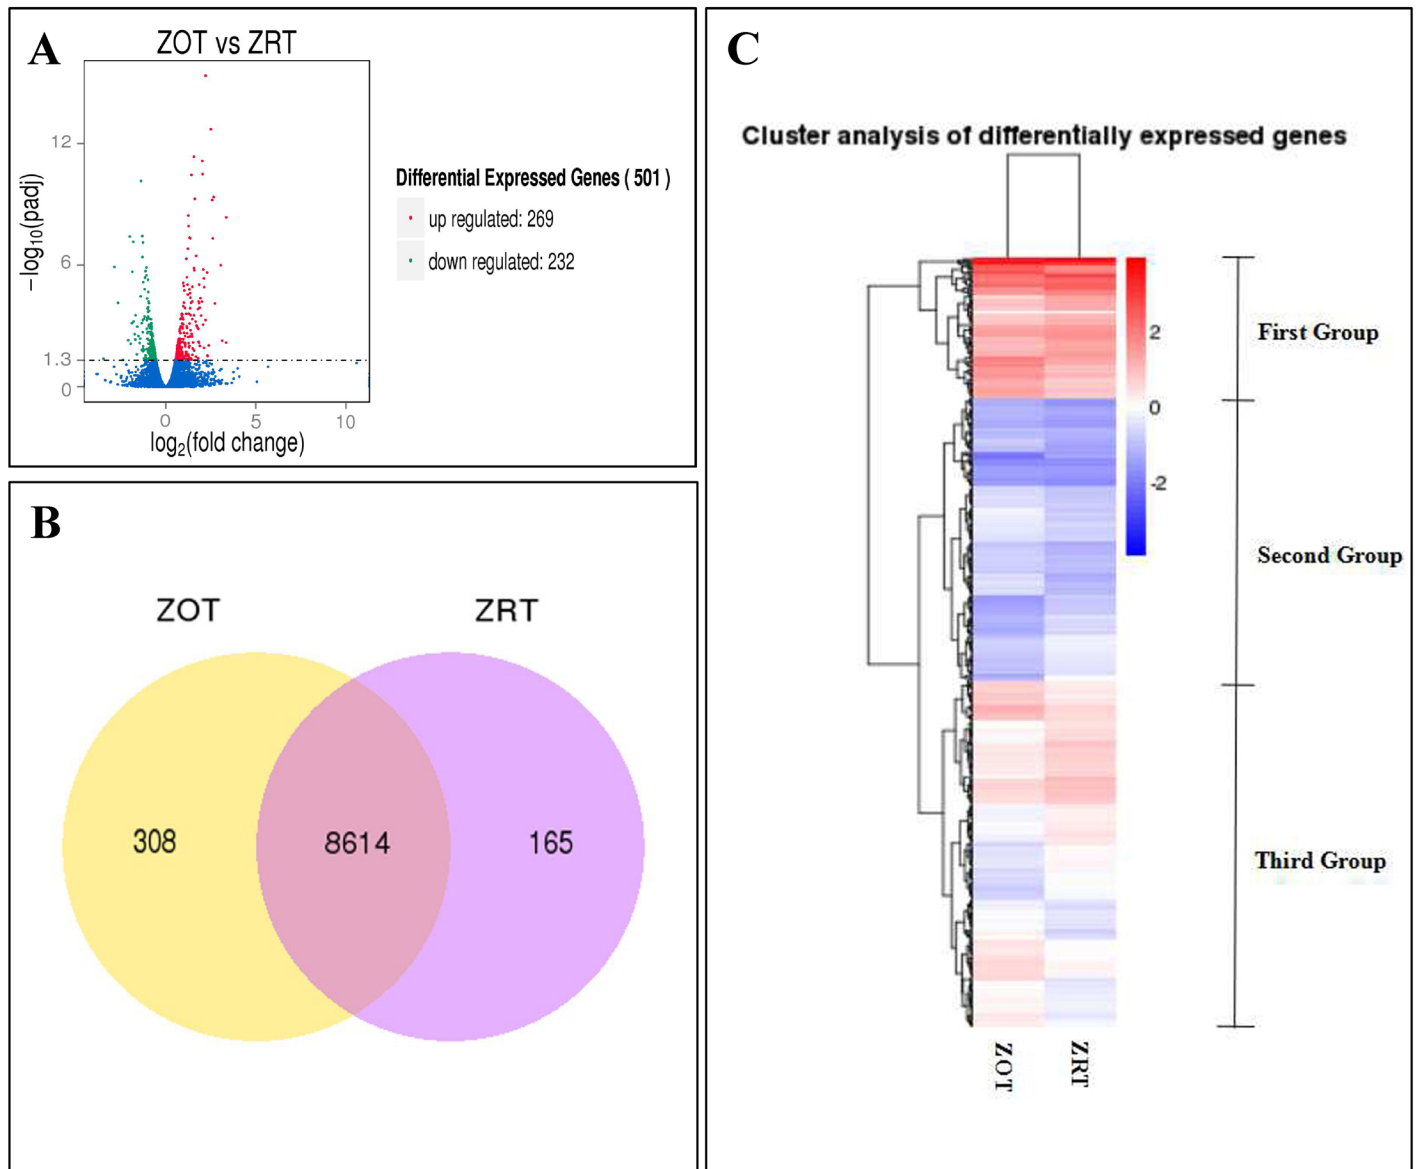 A
ZOT vs ZRT
12
6
1.3
0
−log10(padj)
0
5
10
log2(fold change)
Differential Expressed Genes ( 501 )
up regulated: 269
down regulated: 232
B
ZOT
ZRT
308
8614
165
C
Cluster analysis of differentially expressed genes
2
0
-2
First Group
Second Group
Third Group
ZOT
ZRT